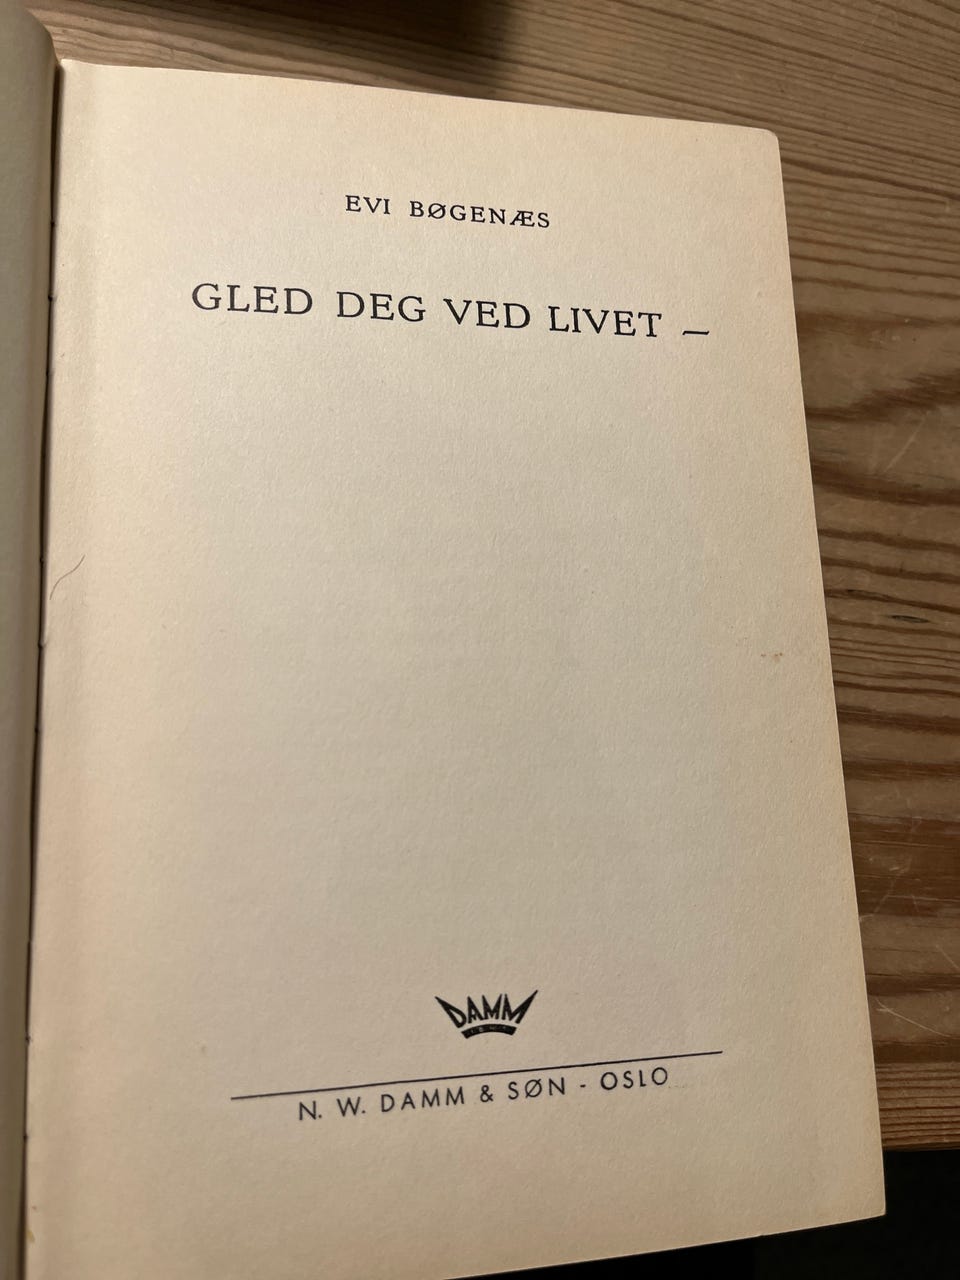 EVI BØGENÆS
GLED DEG VED LIVET —
DAMM
N. W. DAMM & SØN - OSLO